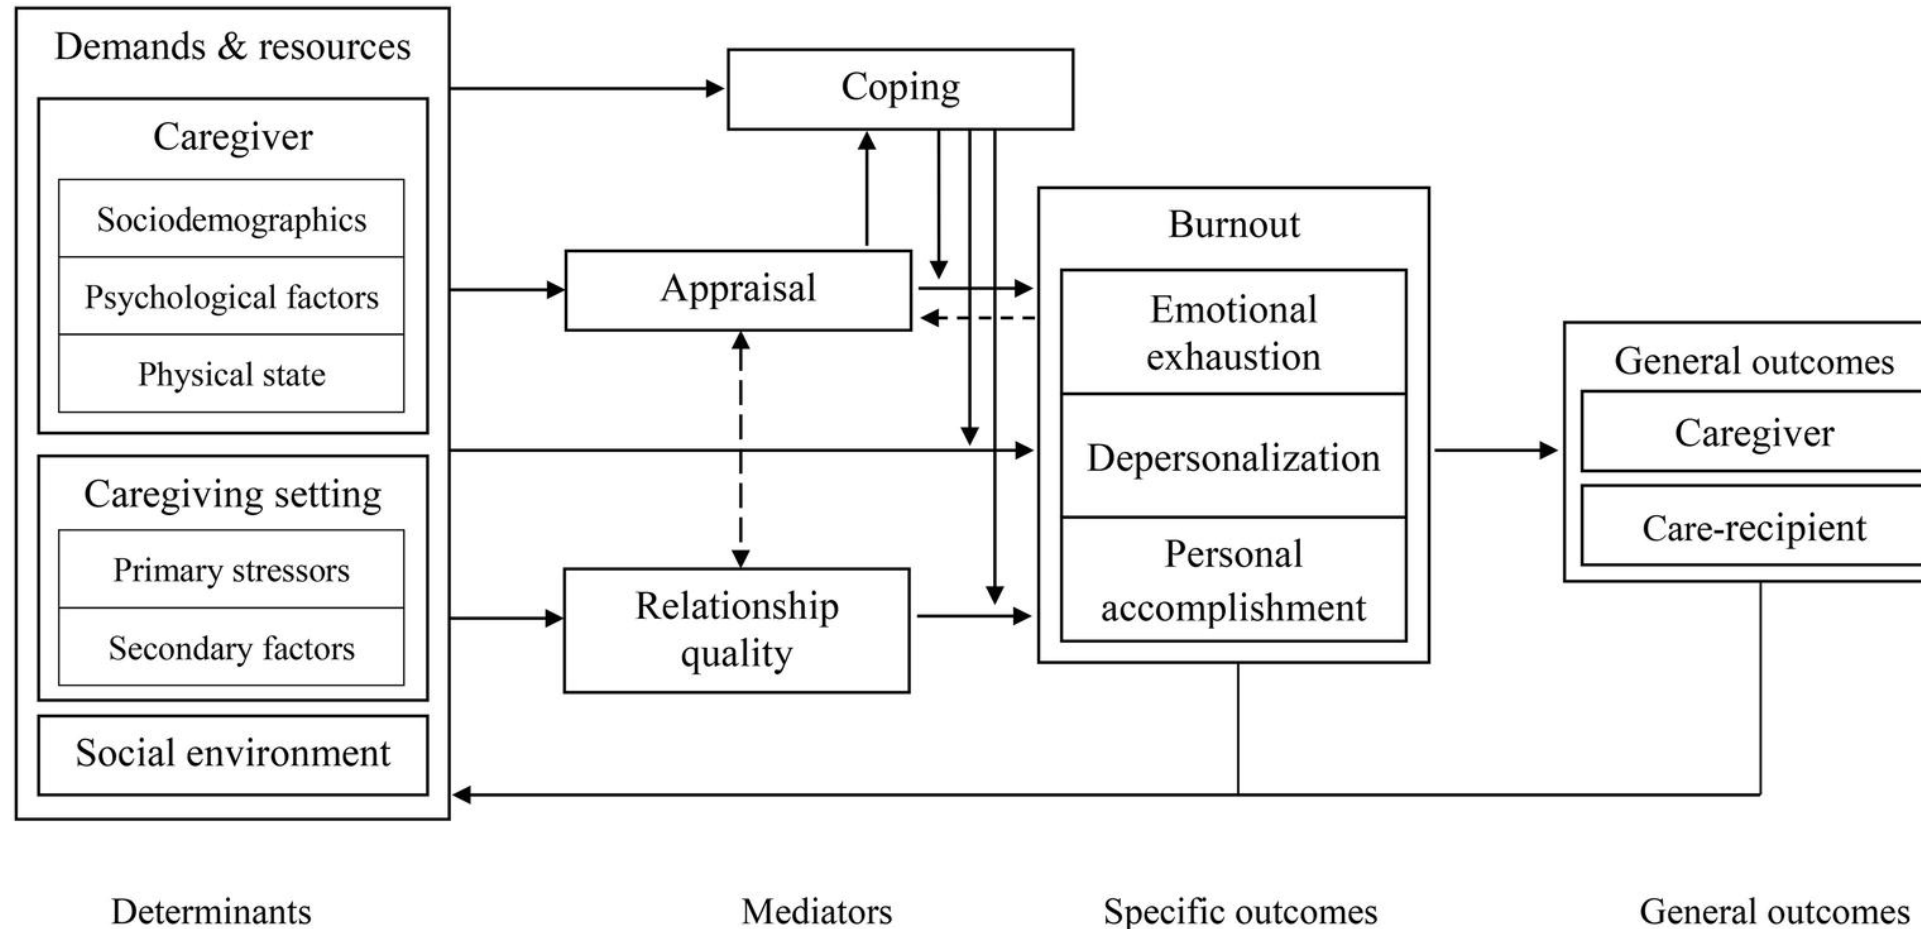 Demands & resources
Caregiver
Sociodemographics
Psychological factors
Physical state
Caregiving setting
Primary stressors
Secondary factors
Social environment
Coping
Appraisal
Relationship
quality
Burnout
Emotional
exhaustion
Depersonalization
Personal
accomplishment
General outcomes
Caregiver
Care-recipient
Determinants
Mediators
Specific outcomes
General outcomes